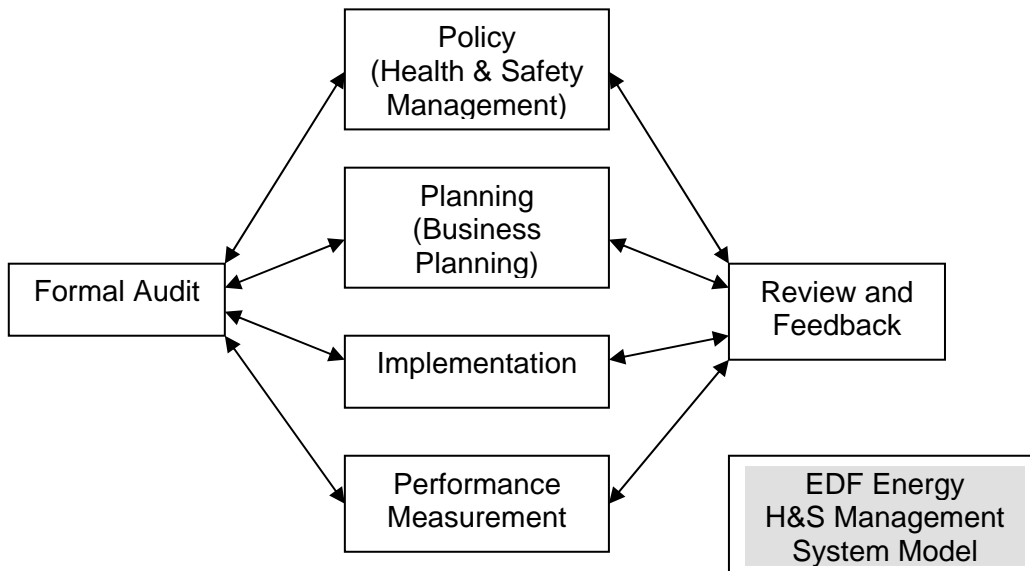 Policy
(Health & Safety
Management)
Planning
(Business
Planning)
Formal Audit
Review and
Feedback
Implementation
Performance
Measurement
EDF Energy
H&S Management
System Model